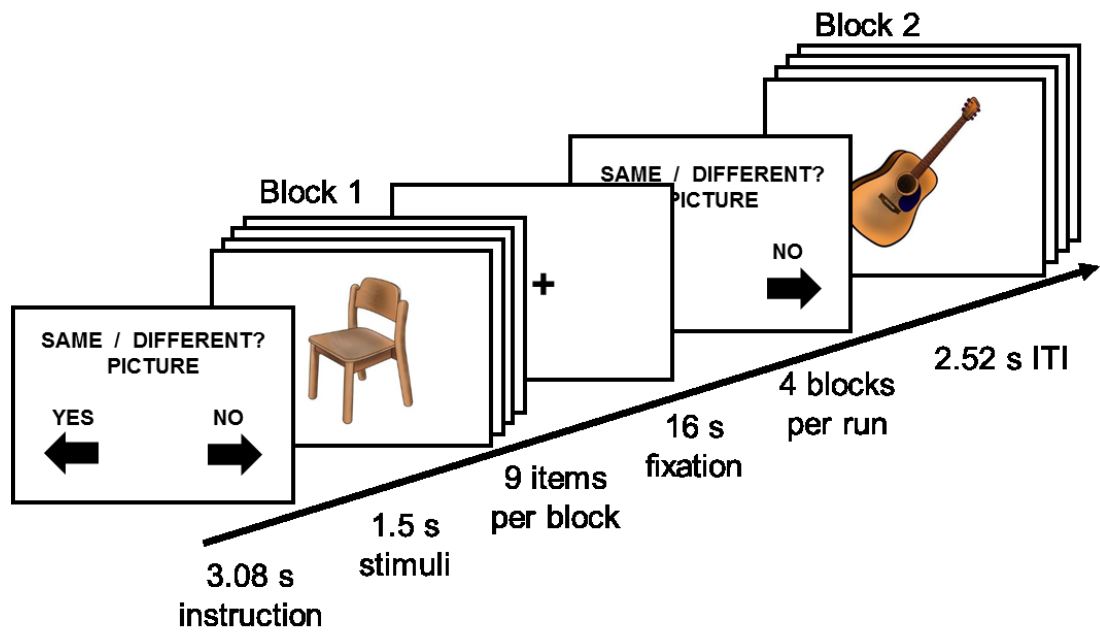 Block 2
SAME / DIFFERENT?
PICTURE
NO
Block 1
+
SAME / DIFFERENT?
PICTURE
YES
NO
2.52 s ITI
4 blocks
per run
16 s
fixation
9 items
per block
1.5 s
stimuli
3.08 s
instruction